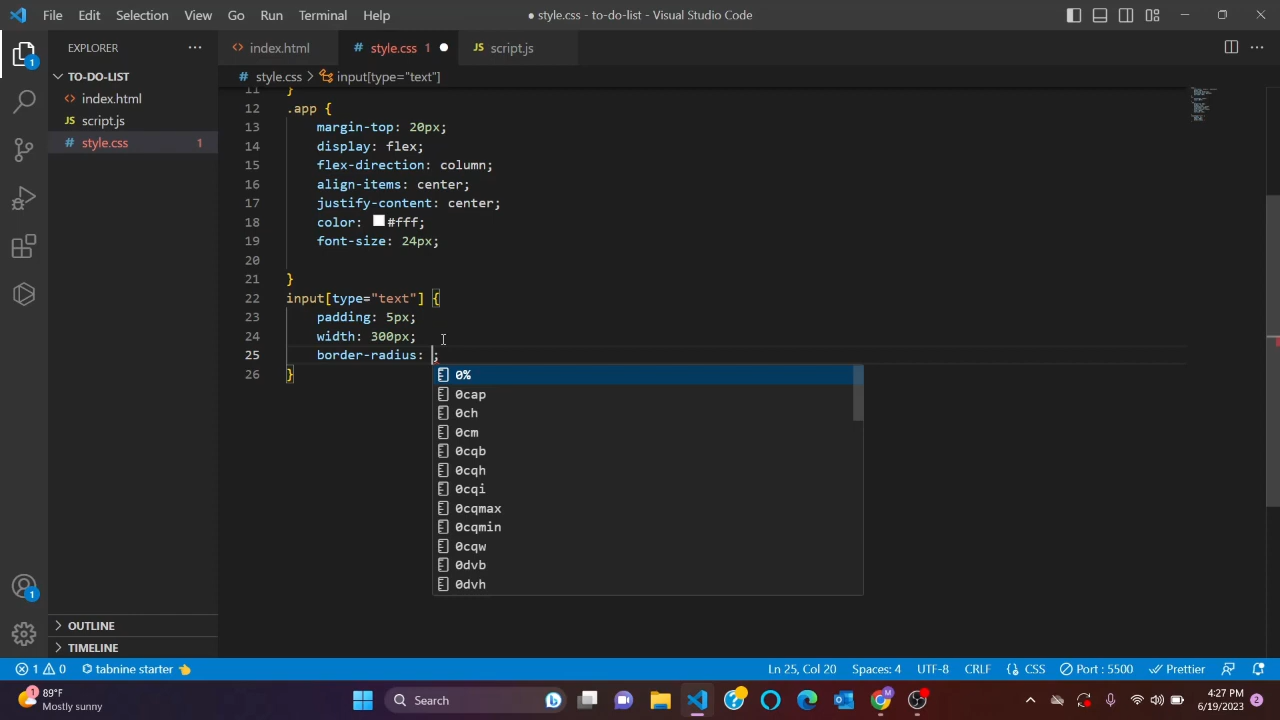 File Edit Selection View Go Run Terminal Help
● style.css - to-do-list - Visual Studio Code
EXPLORER
index.html
# style.css 1
JS script.js
TO-DO-LIST
# style.css > input[type="text"]
index.html
JS script.js
# style.css 1
11 }
12 .app {
13 margin-top: 20px;
14 display: flex;
15 flex-direction: column;
16 align-items: center;
17 justify-content: center;
18 color: #fff;
19 font-size: 24px;
20
21 }
22 input[type="text"] {
23 padding: 5px;
24 width: 300px;
25 border-radius: ;
26 }
0%
0cap
0ch
0cm
0cqb
0cqh
0cqi
0cqmax
0cqmin
0cqw
0dvb
0dvh
1
1
OUTLINE
TIMELINE
1 0 tabnine starter
Ln 25, Col 20 Spaces: 4 UTF-8 CRLF CSS Port : 5500 Prettier
1 89°F
Mostly sunny
Search
4:27 PM
6/19/2023 2